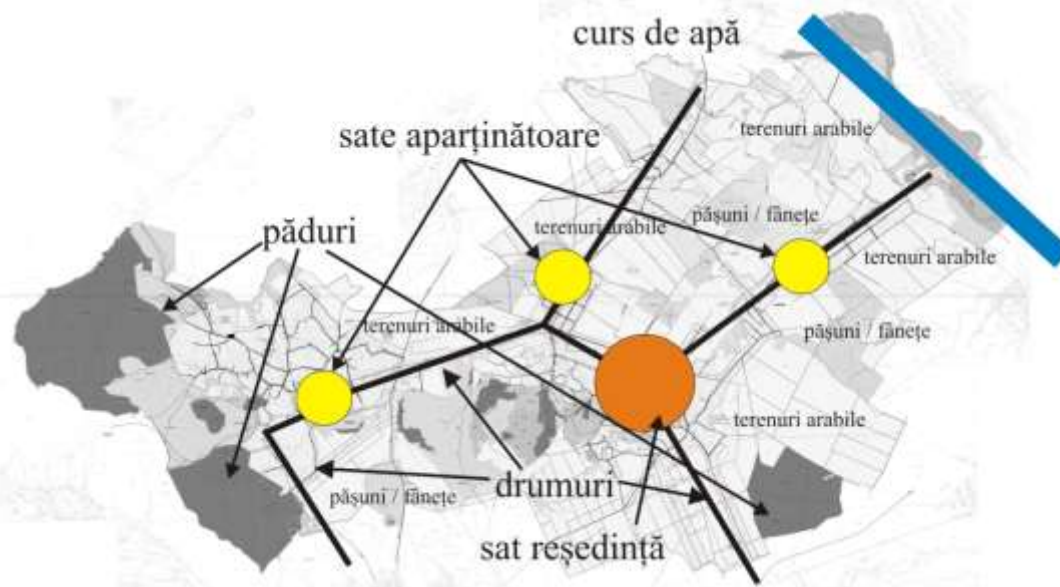 curs de apă
terenuri arabile
sate aparținătoare
pășuni / fânețe
terenuri arabile
păduri
terenuri arabile
terenuri arabile
pășuni / fânețe
terenuri arabile
drumuri
pășuni / fânețe
sat reședință